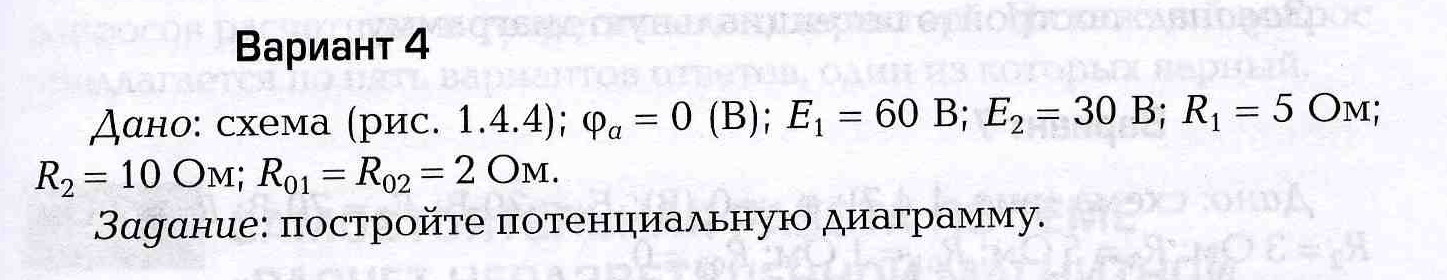 Вариант 4
Дано: схема (рис. 1.4.4); φₐ = 0 (В); E₁ = 60 В; E₂ = 30 В; R₁ = 5 Ом;
R₂ = 10 Ом; R₀₁ = R₀₂ = 2 Ом.
Задание: постройте потенциальную диаграмму.